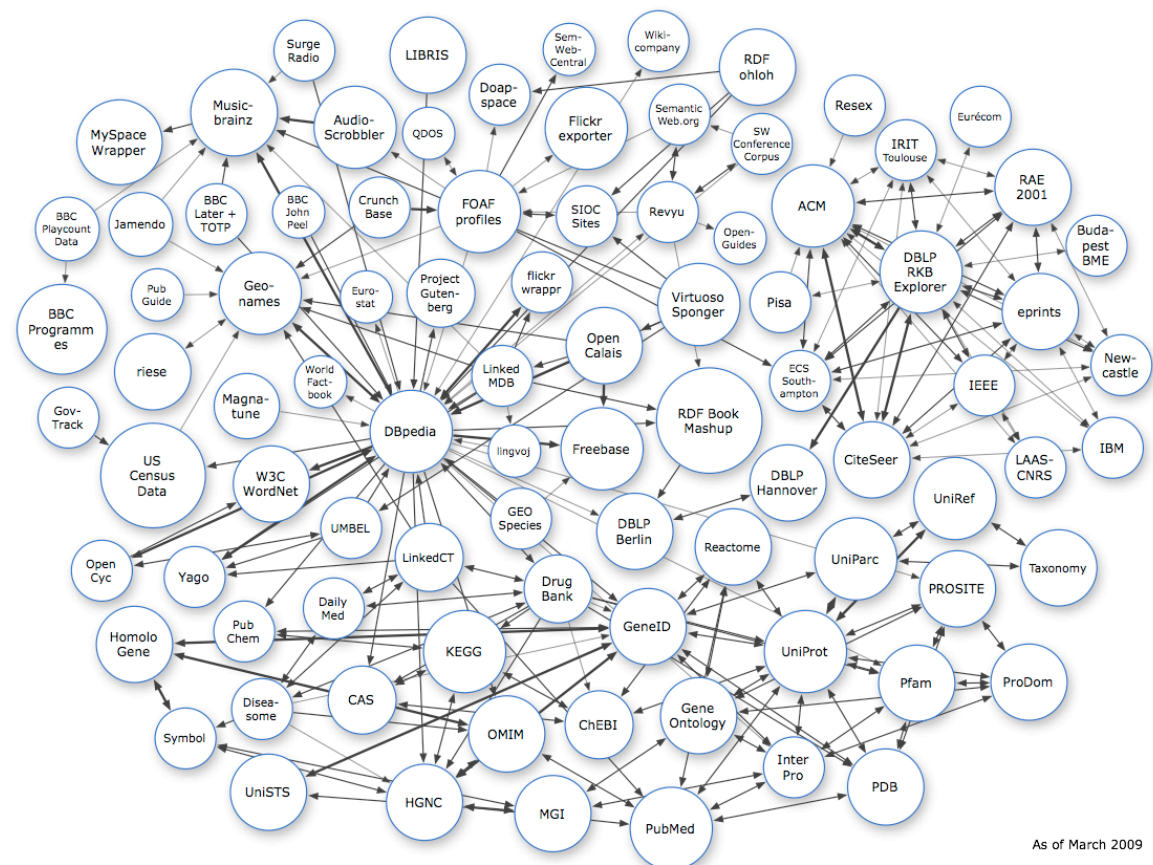 Surge
Radio
LIBRIS
Sem-
Web-
Central
Wiki-
company
RDF
ohloh
Music-
brainz
Doap-
space
MySpace
Wrapper
Audio-
Scrobbler
QDOS
Flickr
exporter
Semantic
Web.org
SW
Conference
Corpus
Resex
Eurécom
IRIT
Toulouse
RAE
2001
BBC
Playcount
Data
Jamendo
BBC
Later +
TOTP
BBC
John
Peel
Crunch
Base
FOAF
profiles
SIOC
Sites
Revyu
Open-
Guides
ACM
DBLP
RKB
Explorer
Buda-
pest
BME
Pub
Guide
Geo-
names
Euro-
stat
Project
Guten-
berg
flickr
wrappr
Virtuoso
Sponger
Pisa
eprints
BBC
Programm
es
riese
World
Fact-
book
Linked
MDB
Open
Calais
ECS
South-
ampton
IEEE
New-
castle
Gov-
Track
Magna-
tune
DBpedia
RDF Book
Mashup
US
Census
Data
W3C
WordNet
lingvoj
Freebase
DBLP
Hannover
CiteSeer
LAAS-
CNRS
IBM
UMBEL
GEO
Species
DBLP
Berlin
UniRef
Open
Cyc
Yago
LinkedCT
Reactome
UniParc
Taxonomy
Daily
Med
Drug
Bank
PROSITE
Homolo
Gene
Pub
Chem
KEGG
GeneID
UniProt
Pfam
ProDom
Disea-
some
CAS
ChEBI
Gene
Ontology
Symbol
OMIM
Inter
Pro
UniSTS
HGNC
MGI
PubMed
PDB
As of March 2009